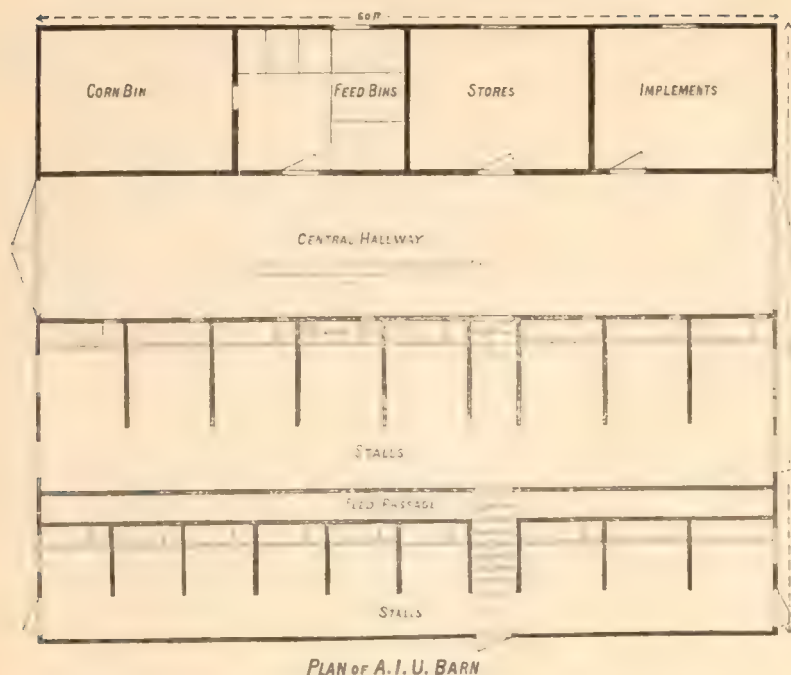 60 FT
CORN BIN
FEED BINS
STORES
IMPLEMENTS
CENTRAL HALLWAY
STALLS
FEED PASSAGE
STALLS
PLAN OF A. I. U. BARN